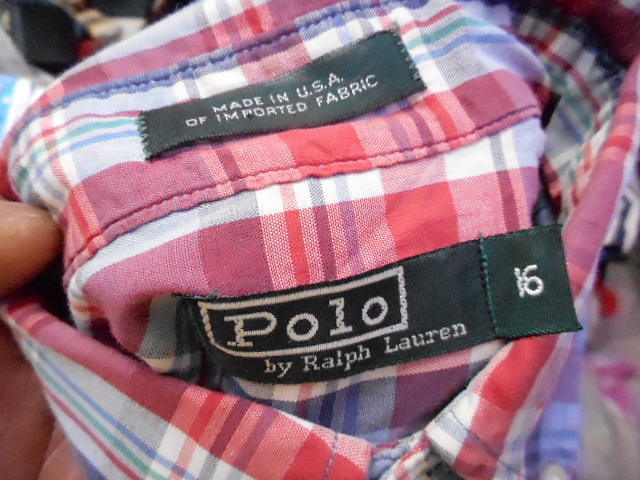 MADE IN U.S.A.
OF IMPORTED FABRIC
Polo
by Ralph Lauren
16